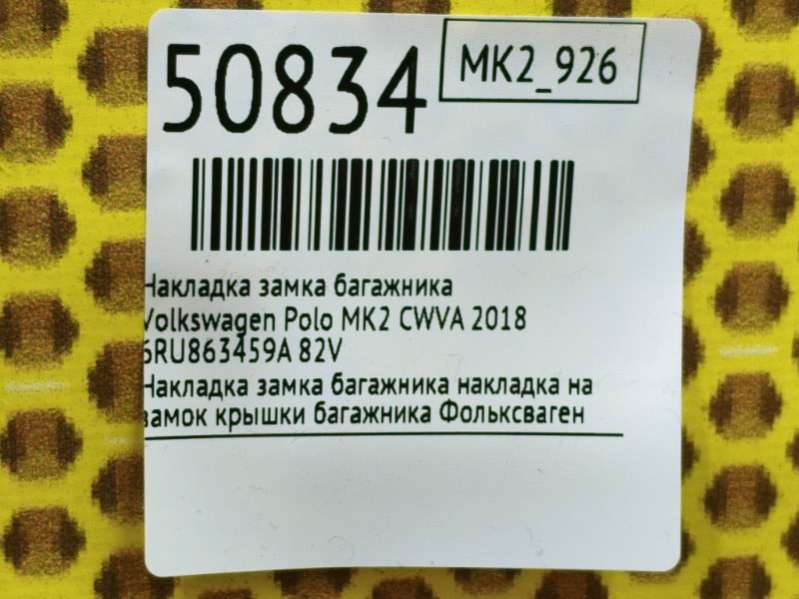 50834
MK2_926
Накладка замка багажника
Volkswagen Polo MK2 CWVA 2018
6RU863459A 82V
Накладка замка багажника накладка на
замок крышки багажника Фольксваген